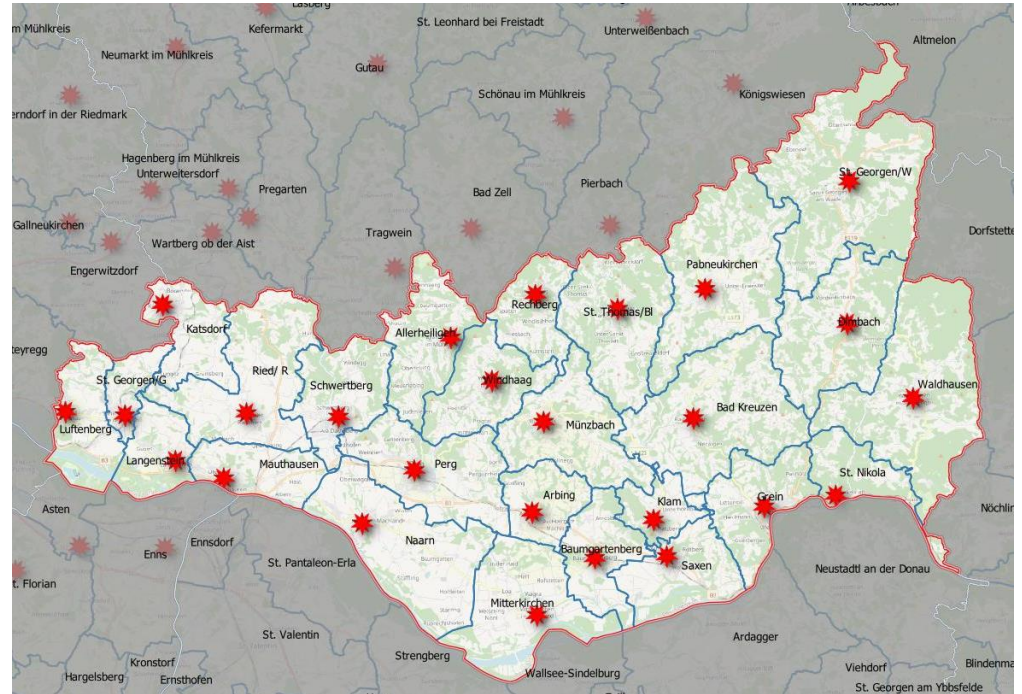 Lasberg
St. Leonhard bei Freistadt
Kefermarkt
Unterweißenbach
Altmelon
Neumarkt im Mühlkreis
Gutau
Schönau im Mühlkreis
Königswiesen
erndorf in der Riedmark
Hagenberg im Mühlkreis
Unterweitersdorf
Pregarten
Bad Zell
Pierbach
St. Georgen/W
Gallneukirchen
Wartberg ob der Aist
Tragwein
Dorfstette
Engerwitzdorf
Pabneukirchen
Rechberg
St. Thomas/Bl
Dimbach
Katsdorf
Allerheiligen
eyregg
St. Georgen/G
Ried/ R
Schwertberg
Windhaag
Waldhausen
Luftenberg
Münzbach
Bad Kreuzen
Langenstein
Mauthausen
Perg
St. Nikola
Arbing
Klam
Grein
Asten
Ennsdorf
Naarn
Nöchlin
Enns
Baumgartenberg
St. Pantaleon-Erla
Saxen
Neustadtl an der Donau
t. Florian
Mitterkirchen
St. Valentin
Ardagger
Strengberg
Kronstorf
Wallsee-Sindelburg
Viehdorf
Blindenma
Hargelsberg
Ernsthofen
St. Georgen am Ybbsfelde